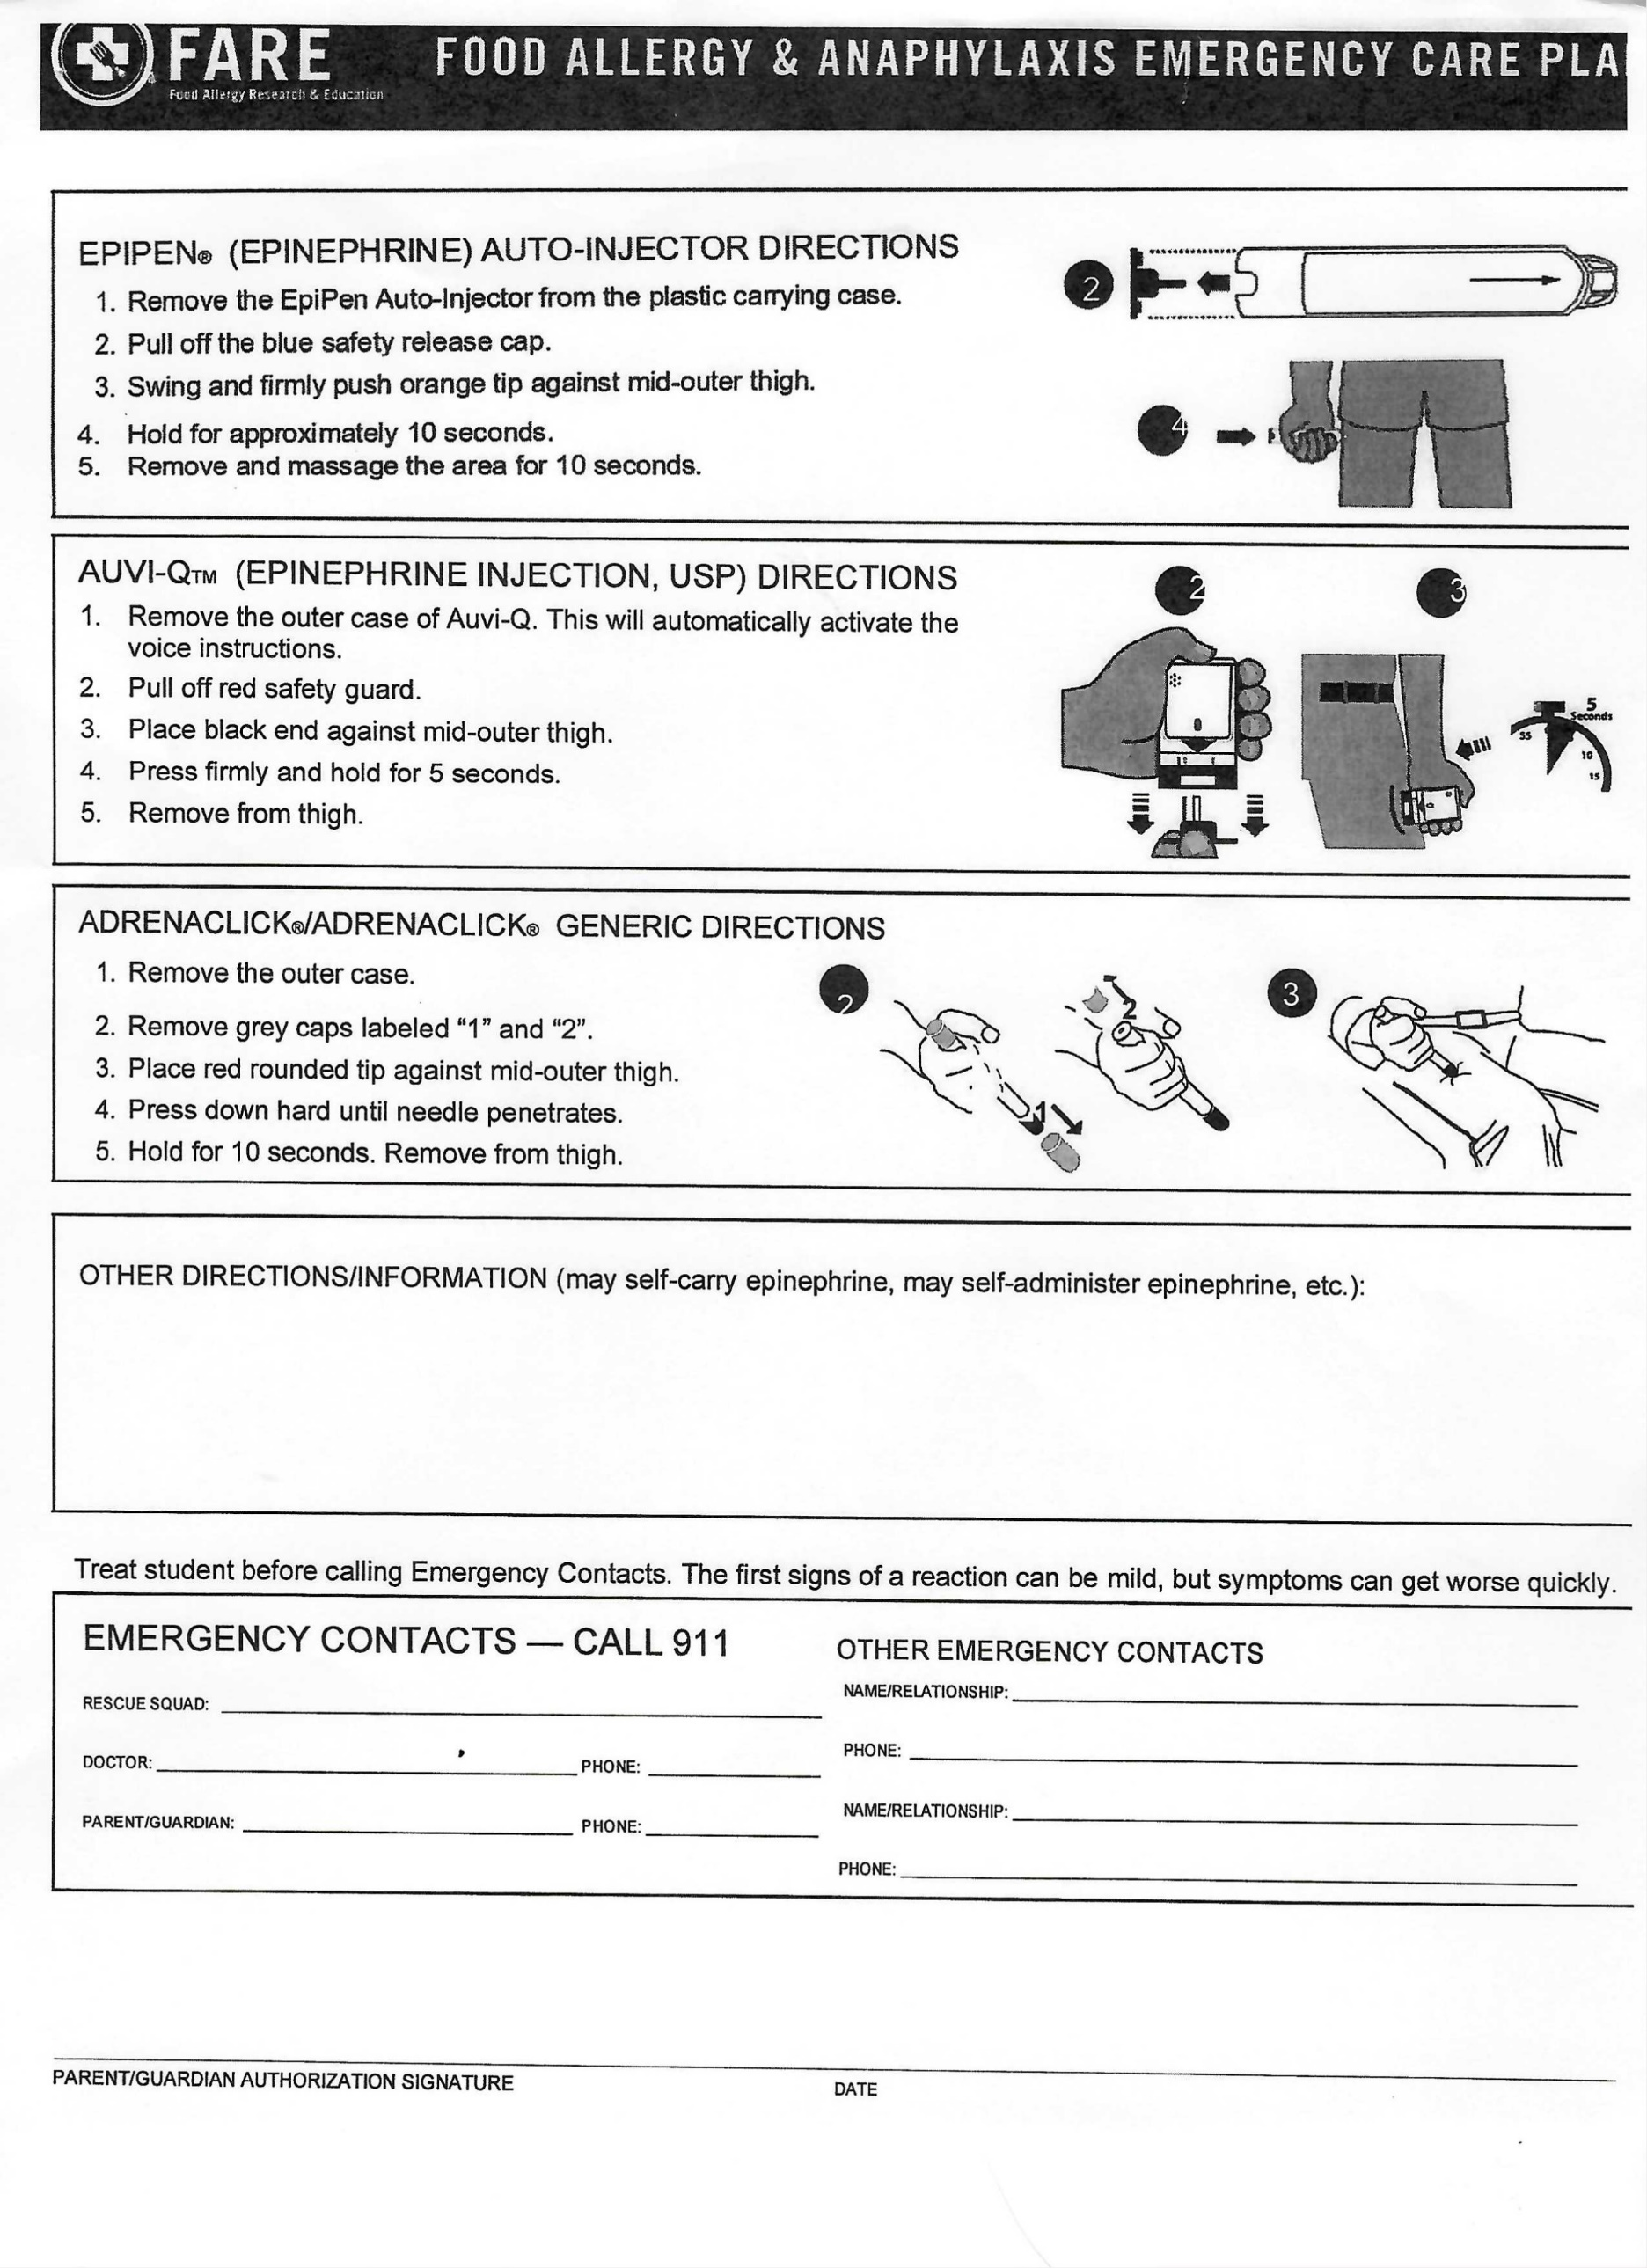 FARE
Food Allergy Research & Education
FOOD ALLERGY & ANAPHYLAXIS EMERGENCY CARE PLA
EPIPEN® (EPINEPHRINE) AUTO-INJECTOR DIRECTIONS
1. Remove the EpiPen Auto-Injector from the plastic carrying case.
2. Pull off the blue safety release cap.
3. Swing and firmly push orange tip against mid-outer thigh.
4. Hold for approximately 10 seconds.
5. Remove and massage the area for 10 seconds.
2
4
AUVI-QTM (EPINEPHRINE INJECTION, USP) DIRECTIONS
1. Remove the outer case of Auvi-Q. This will automatically activate the
voice instructions.
2. Pull off red safety guard.
3. Place black end against mid-outer thigh.
4. Press firmly and hold for 5 seconds.
5. Remove from thigh.
2
3
5
Seconds
55
10
15
ADRENACLICK®/ADRENACLICK® GENERIC DIRECTIONS
1. Remove the outer case.
2. Remove grey caps labeled “1” and “2”.
3. Place red rounded tip against mid-outer thigh.
4. Press down hard until needle penetrates.
5. Hold for 10 seconds. Remove from thigh.
2
1
2
3
OTHER DIRECTIONS/INFORMATION (may self-carry epinephrine, may self-administer epinephrine, etc.):
Treat student before calling Emergency Contacts. The first signs of a reaction can be mild, but symptoms can get worse quickly.
EMERGENCY CONTACTS — CALL 911
RESCUE SQUAD:
DOCTOR: PHONE:
PARENT/GUARDIAN: PHONE:
OTHER EMERGENCY CONTACTS
NAME/RELATIONSHIP:
PHONE:
NAME/RELATIONSHIP:
PHONE:
PARENT/GUARDIAN AUTHORIZATION SIGNATURE DATE